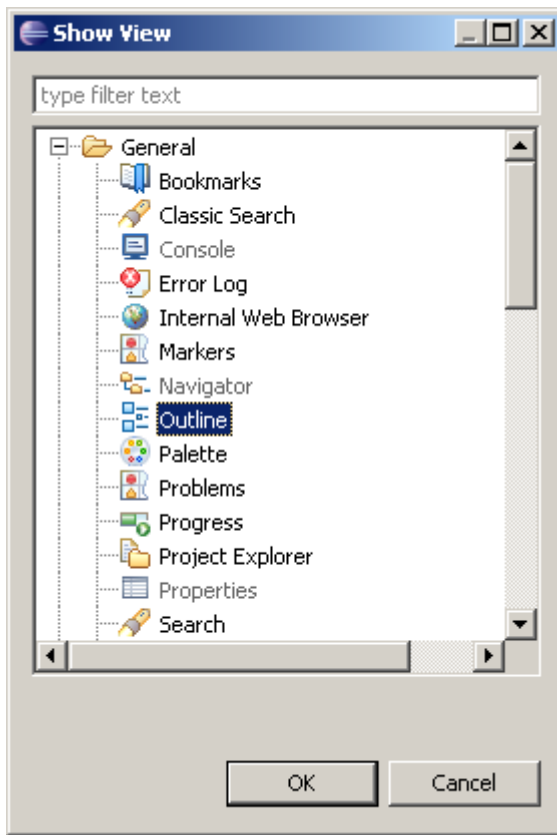 Show View
type filter text
General
Bookmarks
Classic Search
Console
Error Log
Internal Web Browser
Markers
Navigator
Outline
Palette
Problems
Progress
Project Explorer
Properties
Search
OK Cancel